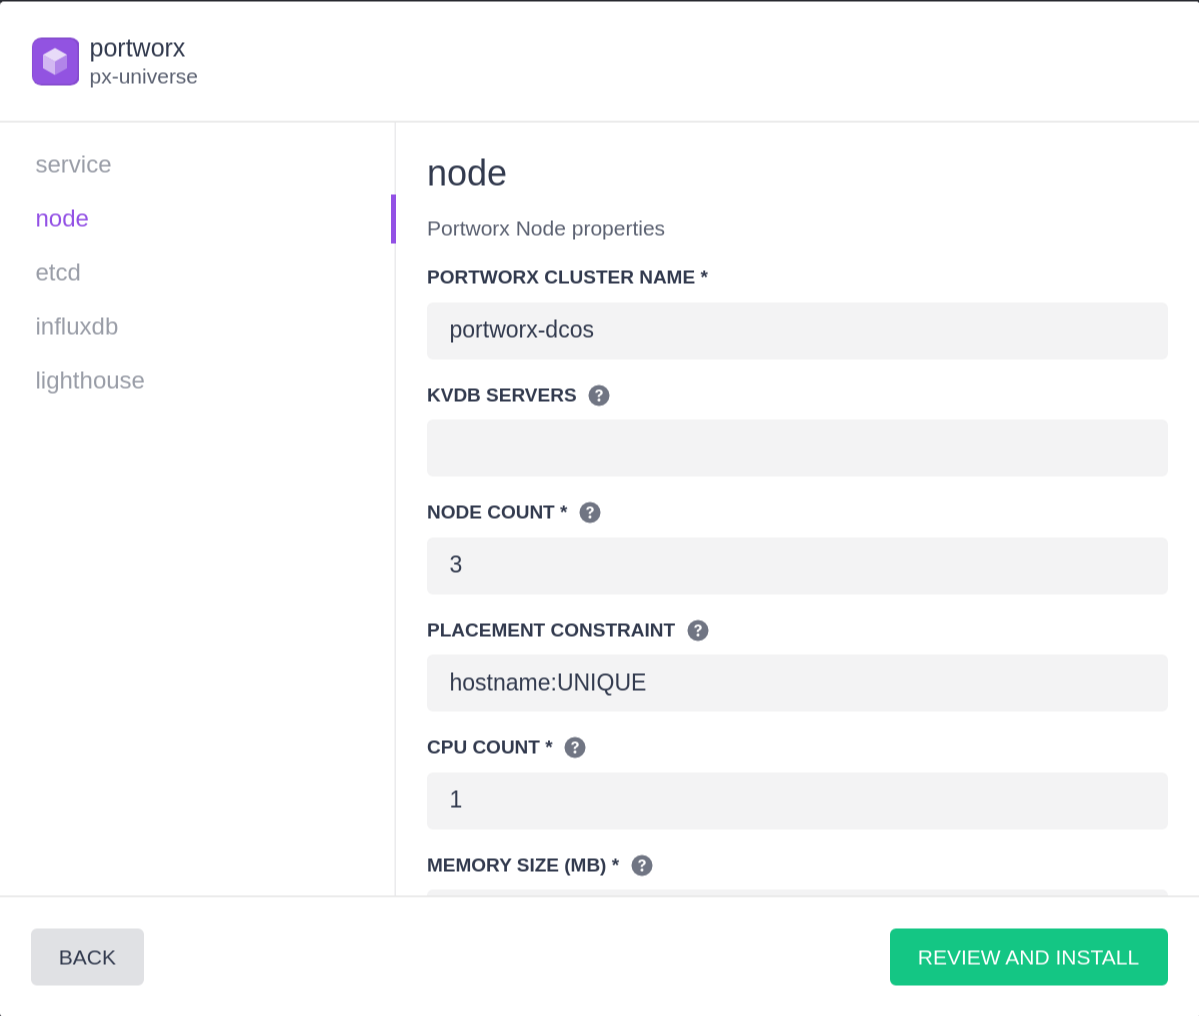 portworx
px-universe
service
node
etcd
influxdb
lighthouse
node
Portworx Node properties
PORTWORX CLUSTER NAME *
portworx-dcos
KVDB SERVERS ?
NODE COUNT * ?
3
PLACEMENT CONSTRAINT ?
hostname:UNIQUE
CPU COUNT * ?
1
MEMORY SIZE (MB) * ?
BACK
REVIEW AND INSTALL